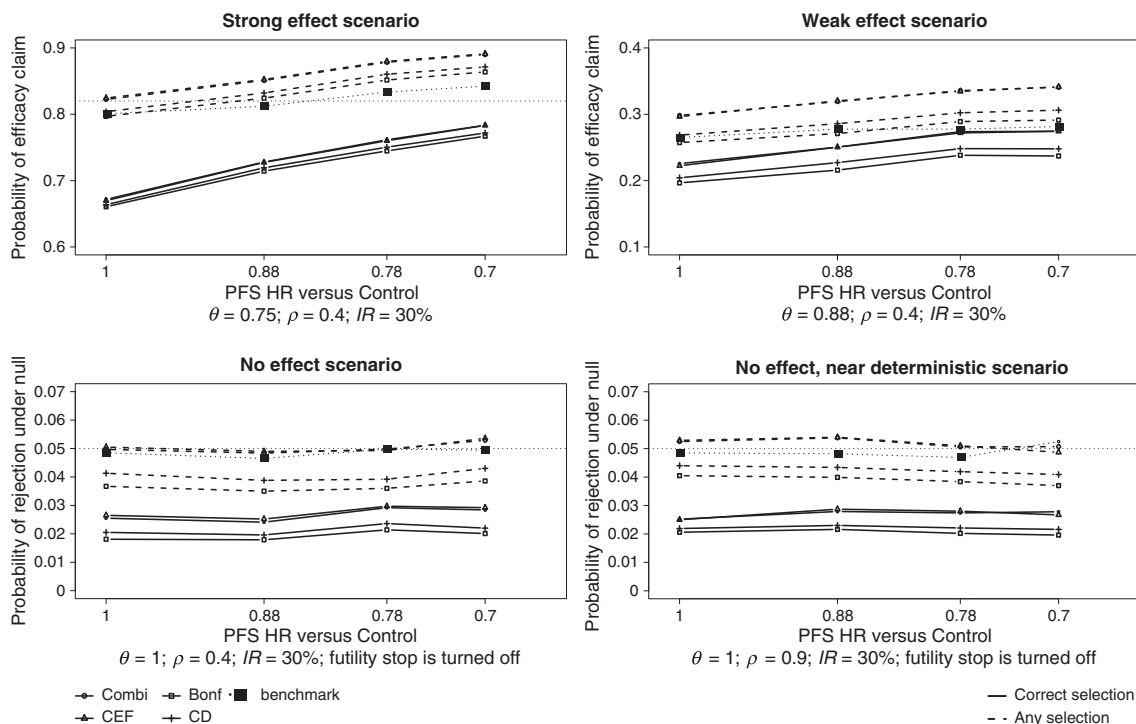 Strong effect scenario
Probability of efficacy claim
0.9
0.8
0.7
0.6
1 0.88 0.78 0.7
PFS HR versus Control
θ = 0.75; ρ = 0.4; IR = 30%
Weak effect scenario
Probability of efficacy claim
0.4
0.3
0.2
0.1
1 0.88 0.78 0.7
PFS HR versus Control
θ = 0.88; ρ = 0.4; IR = 30%
No effect scenario
Probability of rejection under null
0.07
0.06
0.05
0.04
0.03
0.02
0.01
0
1 0.88 0.78 0.7
PFS HR versus Control
θ = 1; ρ = 0.4; IR = 30%; futility stop is turned off
No effect, near deterministic scenario
Probability of rejection under null
0.07
0.06
0.05
0.04
0.03
0.02
0.01
0
1 0.88 0.78 0.7
PFS HR versus Control
θ = 1; ρ = 0.9; IR = 30%; futility stop is turned off
Combi Bonf benchmark
CEF CD
Correct selection
Any selection